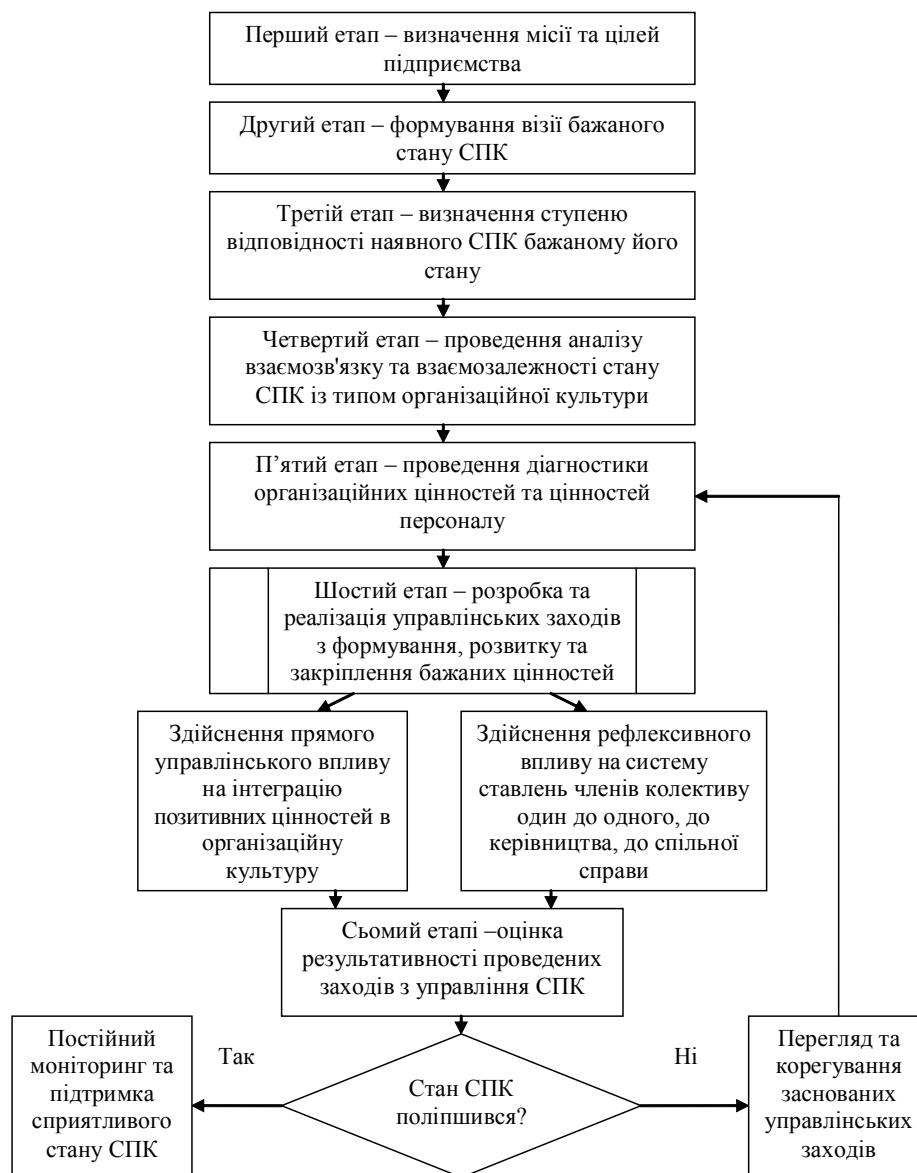 Перший етап – визначення місії та цілей
підприємства
Другий етап – формування візії бажаного
стану СПК
Третій етап – визначення ступеню
відповідності наявного СПК бажаному його
стану
Четвертий етап – проведення аналізу
взаємозв'язку та взаємозалежності стану
СПК із типом організаційної культури
П’ятий етап – проведення діагностики
організаційних цінностей та цінностей
персоналу
Шостий етап – розробка та
реалізація управлінських заходів
з формування, розвитку та
закріплення бажаних цінностей
Здійснення прямого
управлінського впливу
на інтеграцію
позитивних цінностей в
організаційну
культуру
Здійснення рефлексивного
впливу на систему
ставлень членів колективу
один до одного, до
керівництва, до спільної
справи
Сьомий етапі –оцінка
результативності проведених
заходів з управління СПК
Постійний
моніторинг та
підтримка
сприятливого
стану СПК
Так
Стан СПК
поліпшився?
Ні
Перегляд та
корегування
заснованих
управлінських
заходів